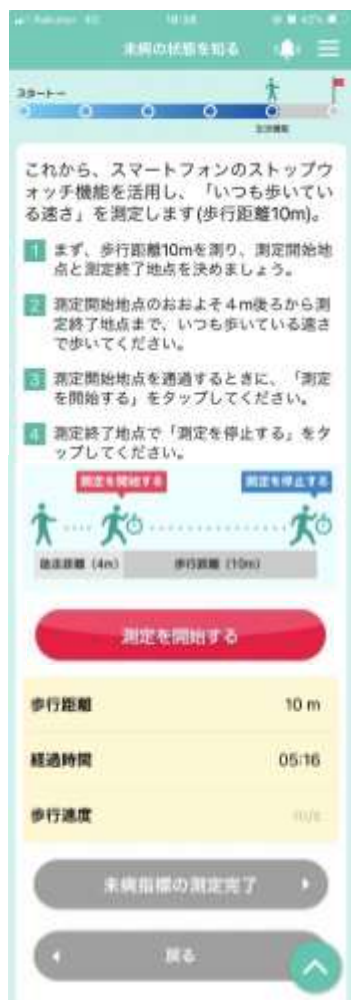 Rakuten 4G 18:38 42%
未病の状態を知る
スタート
生活機能
これから、スマートフォンのストップウ
ォッチ機能を活用し、「いつも歩いてい
る速さ」を測定します(歩行距離10m)。
1 まず、歩行距離10mを測り、測定開始地
点と測定終了地点を決めましょう。
2 測定開始地点のおおよそ4m後ろから測
定終了地点まで、いつも歩いている速さ
で歩いてください。
3 測定開始地点を通過するときに、「測定
を開始する」をタップしてください。
4 測定終了地点で「測定を停止する」をタ
ップしてください。
測定を開始する 測定を停止する
助走距離（4m） 歩行距離（10m）
測定を開始する
歩行距離 10 m
経過時間 05:16
歩行速度 m/s
未病指標の測定完了
戻る